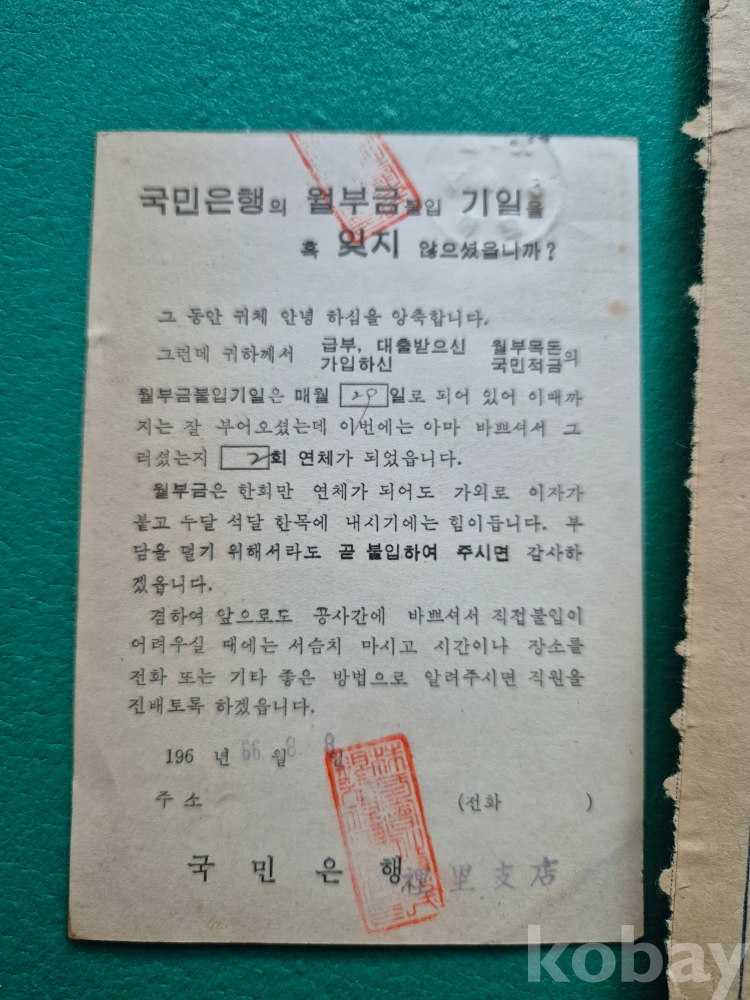 국민은행의 월부금불입 기일을
혹 잊지 않으셨읍니까?
그 동안 귀체 안녕 하심을 앙축합니다.
그런데 귀하께서 급부, 대출받으신 월부목돈
가입하신 국민적금의
월부금불입기일은 매월 29일로 되어 있어 이때까
지는 잘 부어오셨는데 이번에는 아마 바쁘셔서 그
러셨는지 2회 연체가 되었읍니다.
월부금은 한회만 연체가 되어도 가외로 이자가
붙고 두달 석달 한목에 내시기에는 힘이듭니다. 부
담을 덜기 위해서라도 곧 불입하여 주시면 감사하
겠읍니다.
겸하여 앞으로도 공사간에 바쁘셔서 직접불입이
어려우실 때에는 서슴치 마시고 시간이나 장소를
전화 또는 기타 좋은 방법으로 알려주시면 직원을
진배토록 하겠읍니다.
196 년 66 월 8. 8 일
주소 (전화 )
국민은행 裡里支店
kobay